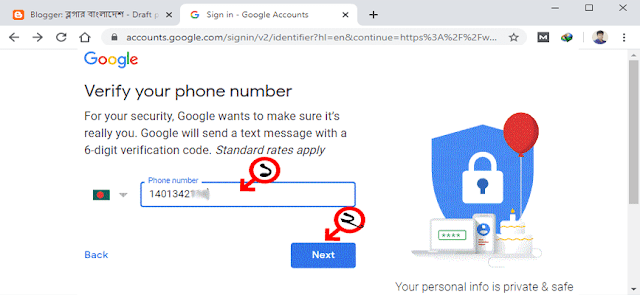 Blogger: ব্লগার বাংলাদেশ - Draft p
Sign in - Google Accounts
accounts.google.com/signin/v2/identifier?hl=en&continue=https%3A%2F%2Fw...
Google
Verify your phone number
For your security, Google wants to make sure it's
really you. Google will send a text message with a
6-digit verification code. Standard rates apply
Phone number
১
1401342
২
Back
Next
Your personal info is private & safe